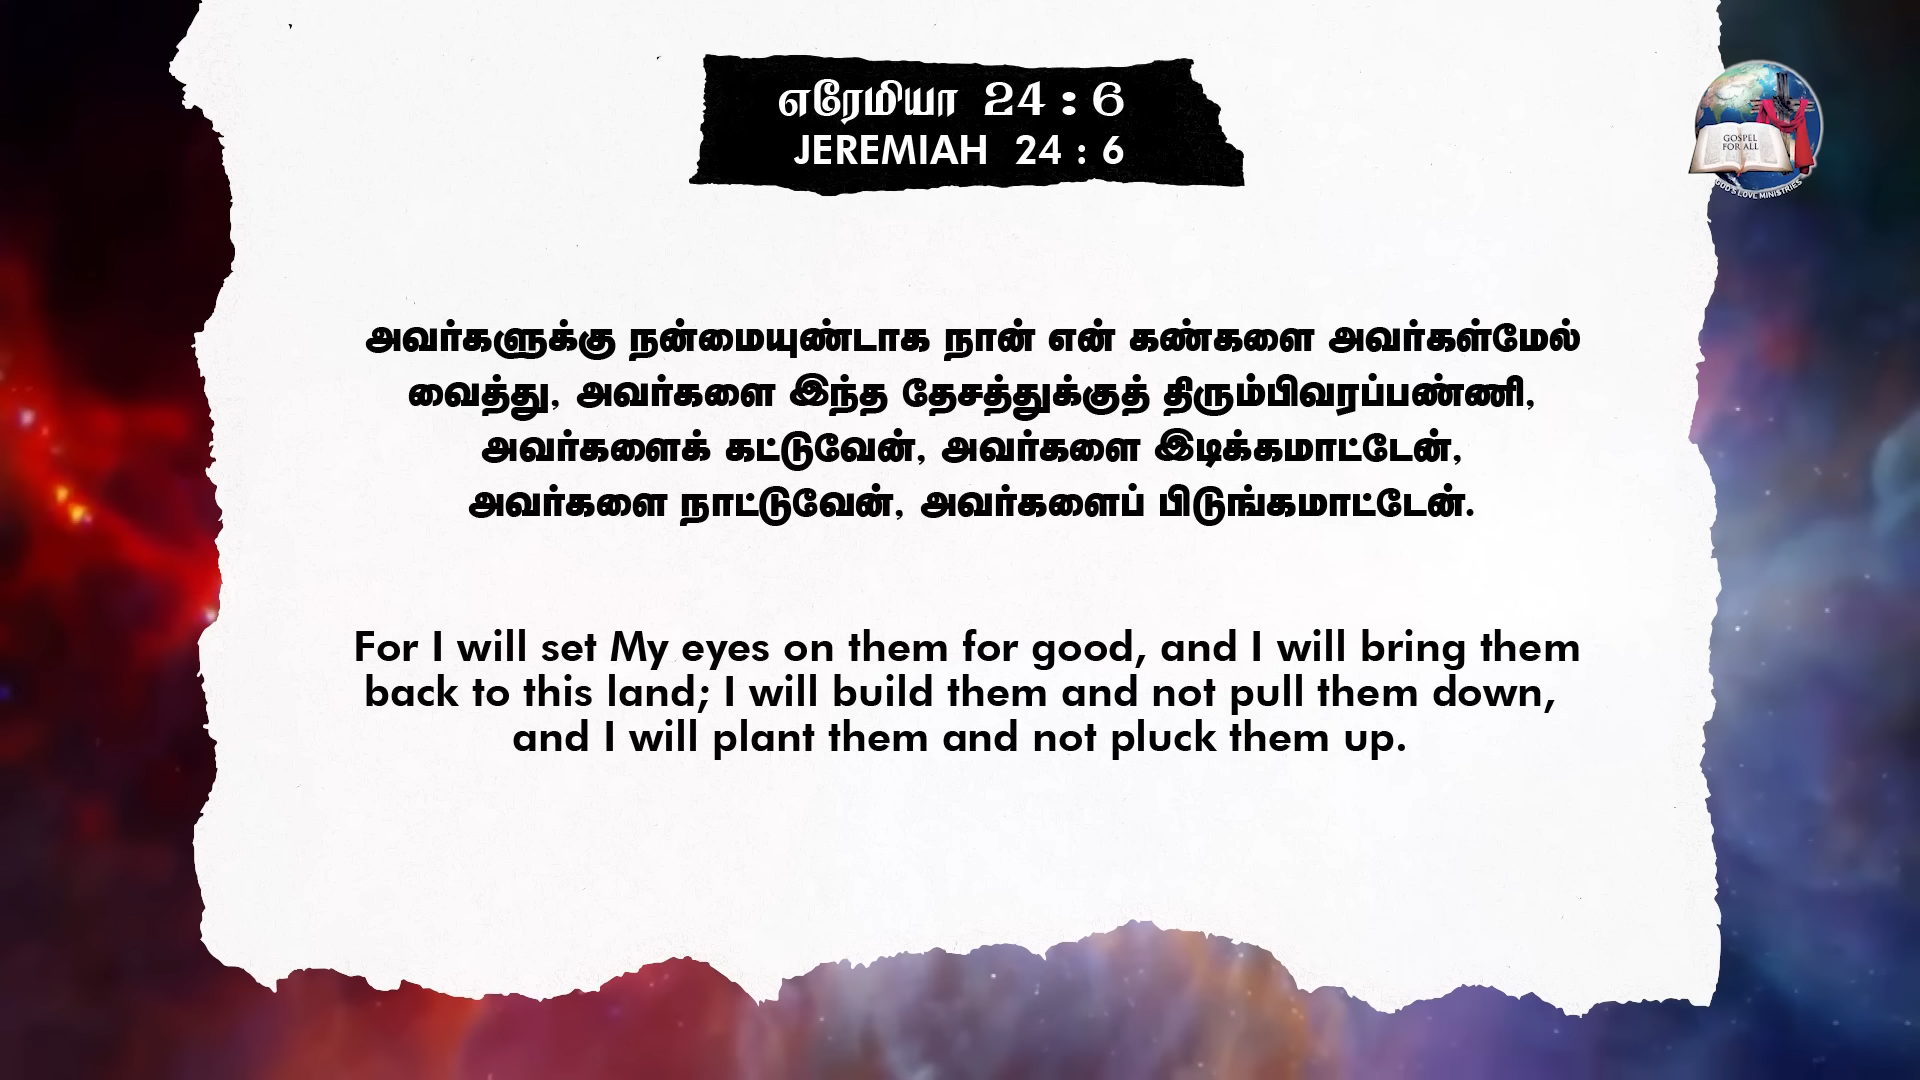 எரேமியா 24 : 6
JEREMIAH 24 : 6
GOSPEL
FOR ALL
GOD'S LOVE MINISTRIES
அவர்களுக்கு நன்மையுண்டாக நான் என் கண்களை அவர்கள்மேல்
வைத்து, அவர்களை இந்த தேசத்துக்குத் திரும்பிவரப்பண்ணி,
அவர்களைக் கட்டுவேன், அவர்களை இடிக்கமாட்டேன்,
அவர்களை நாட்டுவேன், அவர்களைப் பிடுங்கமாட்டேன்.
For I will set My eyes on them for good, and I will bring them
back to this land; I will build them and not pull them down,
and I will plant them and not pluck them up.